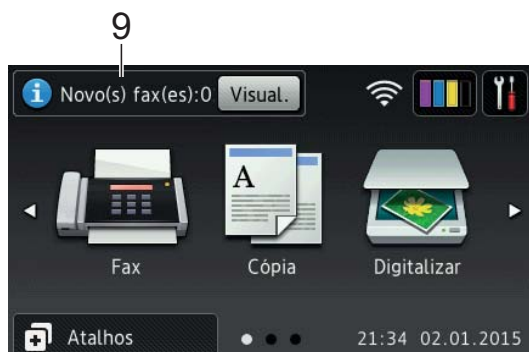 9
Novo(s) fax(es):0 Visual.
A
Fax Cópia Digitalizar
Atalhos 21:34 02.01.2015